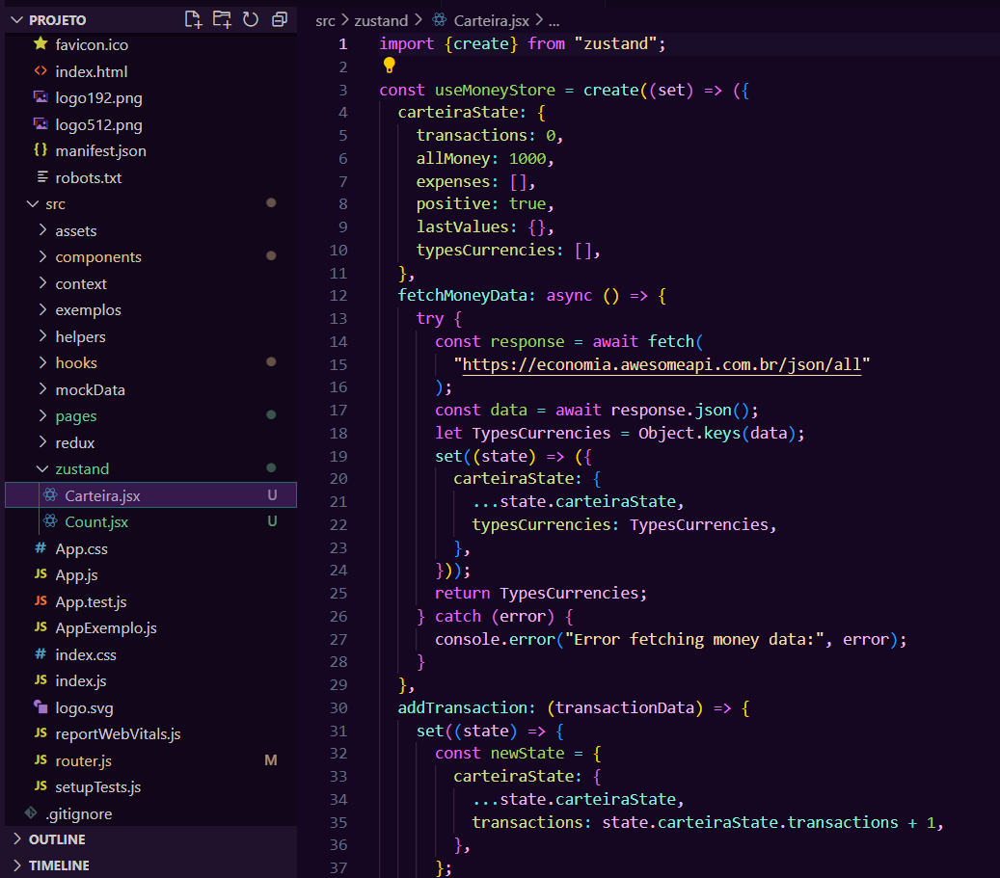 PROJETO
favicon.ico
<> index.html
logo192.png
logo512.png
{} manifest.json
robots.txt
src
assets
components
context
exemplos
helpers
hooks
mockData
pages
redux
zustand
Carteira.jsx U
Count.jsx U
# App.css
JS App.js
JS App.test.js
JS AppExemplo.js
# index.css
JS index.js
logo.svg
JS reportWebVitals.js
JS router.js M
JS setupTests.js
.gitignore
OUTLINE
TIMELINE
src > zustand > Carteira.jsx > ...
1 import {create} from "zustand";
2
3 const useMoneyStore = create((set) => ({
4   carteiraState: {
5     transactions: 0,
6     allMoney: 1000,
7     expenses: [],
8     positive: true,
9     lastValues: {},
10     typesCurrencies: [],
11   },
12   fetchMoneyData: async () => {
13     try {
14       const response = await fetch(
15         "https://economia.awesomeapi.com.br/json/all"
16       );
17       const data = await response.json();
18       let TypesCurrencies = Object.keys(data);
19       set((state) => ({
20         carteiraState: {
21           ...state.carteiraState,
22           typesCurrencies: TypesCurrencies,
23         },
24       }));
25       return TypesCurrencies;
26     } catch (error) {
27       console.error("Error fetching money data:", error);
28     }
29   },
30   addTransaction: (transactionData) => {
31     set((state) => {
32       const newState = {
33         carteiraState: {
34           ...state.carteiraState,
35           transactions: state.carteiraState.transactions + 1,
36         },
37       };